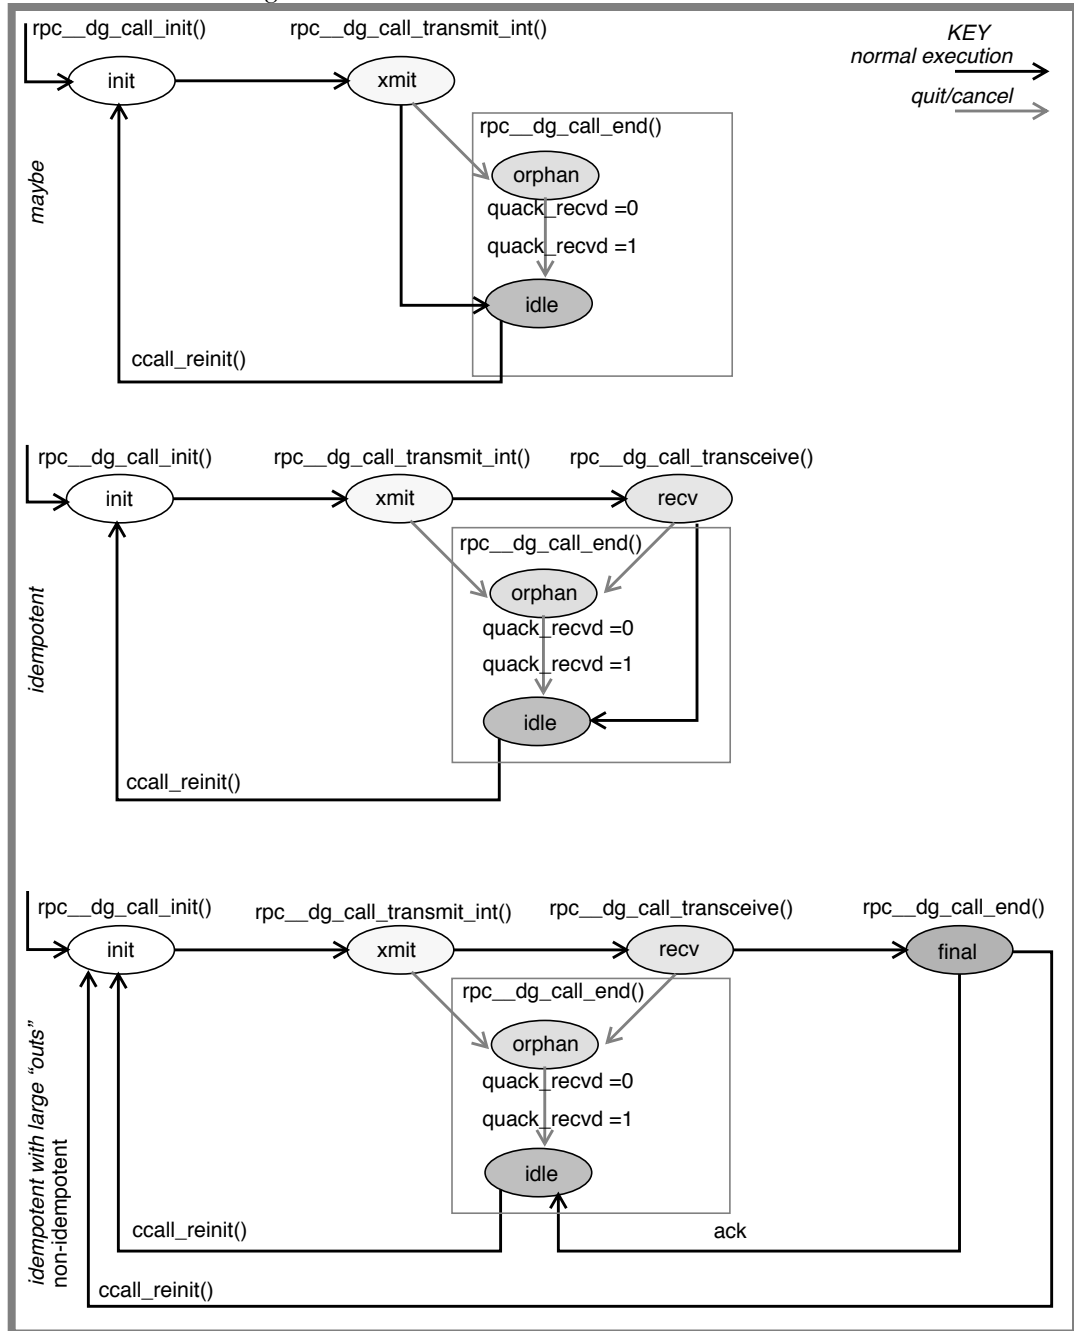 rpc__dg_call_init()
rpc__dg_call_transmit_int()
KEY
normal execution
quit/cancel
init
xmit
rpc__dg_call_end()
orphan
quack_recvd =0
quack_recvd =1
idle
ccall_reinit()
maybe
rpc__dg_call_init()
rpc__dg_call_transmit_int()
rpc__dg_call_transceive()
init
xmit
recv
rpc__dg_call_end()
orphan
quack_recvd =0
quack_recvd =1
idle
ccall_reinit()
idempotent
rpc__dg_call_init()
rpc__dg_call_transmit_int()
rpc__dg_call_transceive()
rpc__dg_call_end()
init
xmit
recv
final
rpc__dg_call_end()
orphan
quack_recvd =0
quack_recvd =1
idle
ccall_reinit()
ack
ccall_reinit()
idempotent with large “outs”
non-idempotent